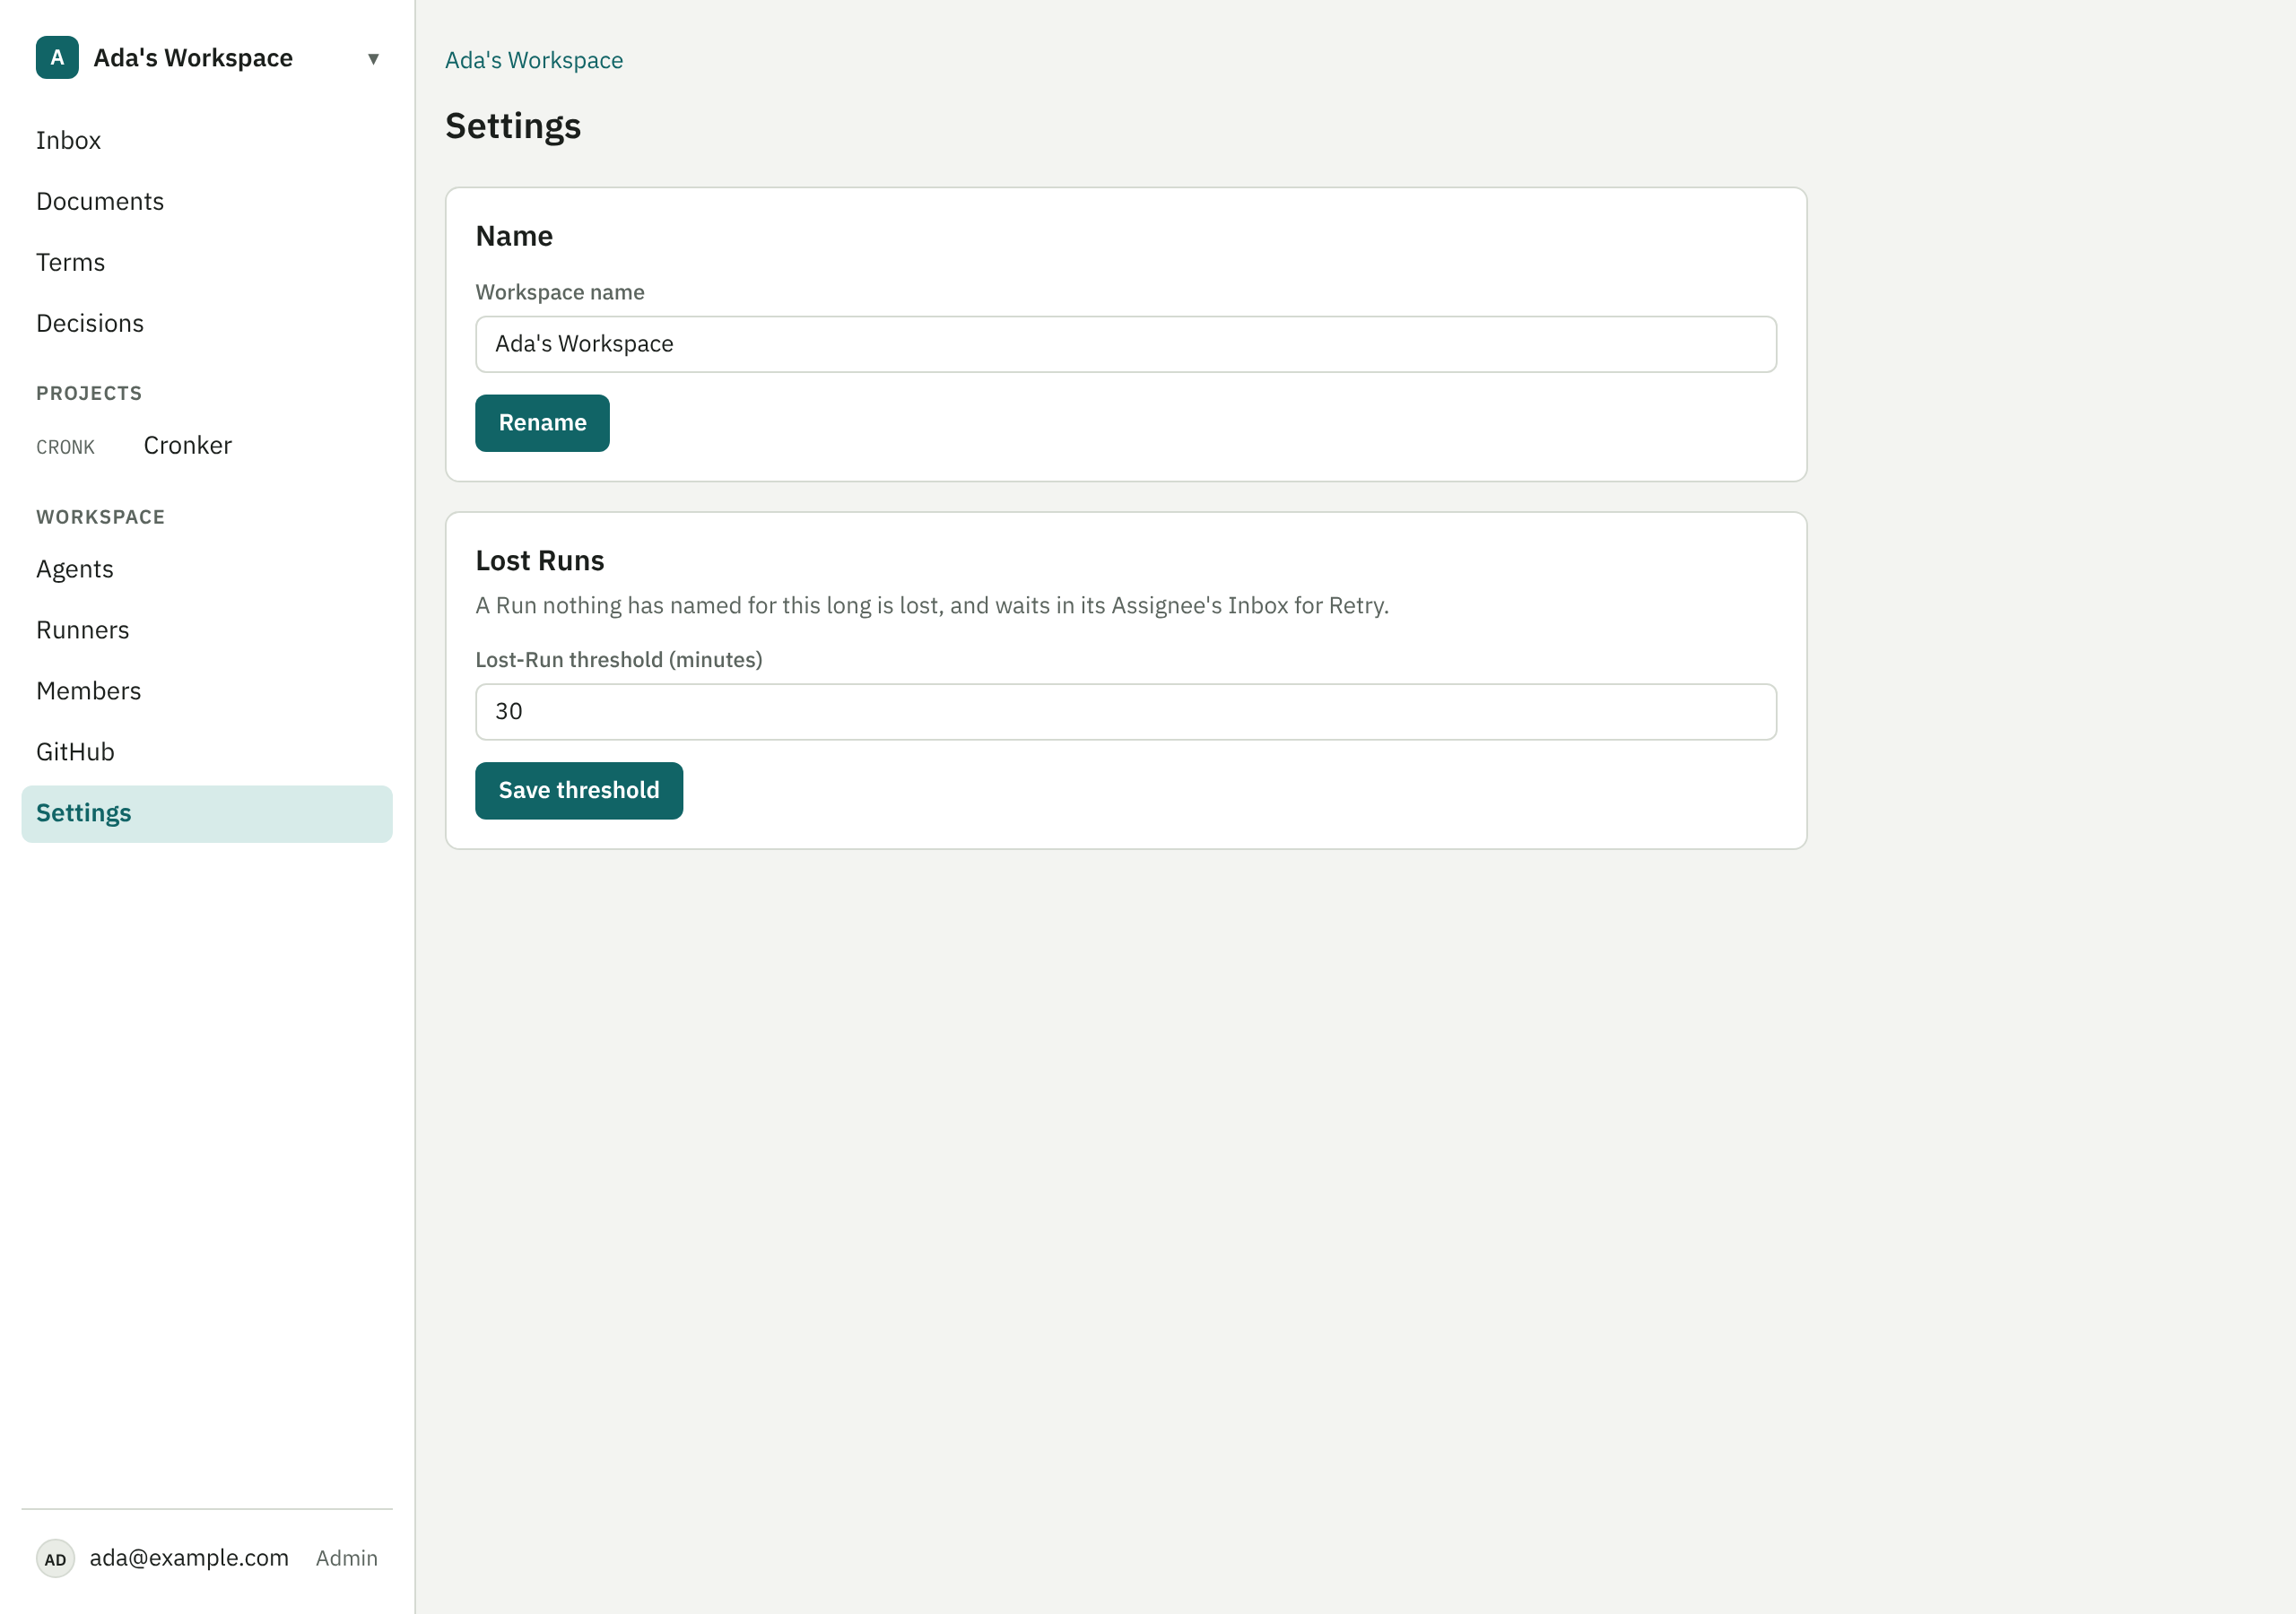 A Ada's Workspace ▼
Inbox
Documents
Terms
Decisions
PROJECTS
CRONK Cronker
WORKSPACE
Agents
Runners
Members
GitHub
Settings
AD ada@example.com Admin
Ada's Workspace
Settings
Name
Workspace name
Ada's Workspace
Rename
Lost Runs
A Run nothing has named for this long is lost, and waits in its Assignee's Inbox for Retry.
Lost-Run threshold (minutes)
30
Save threshold